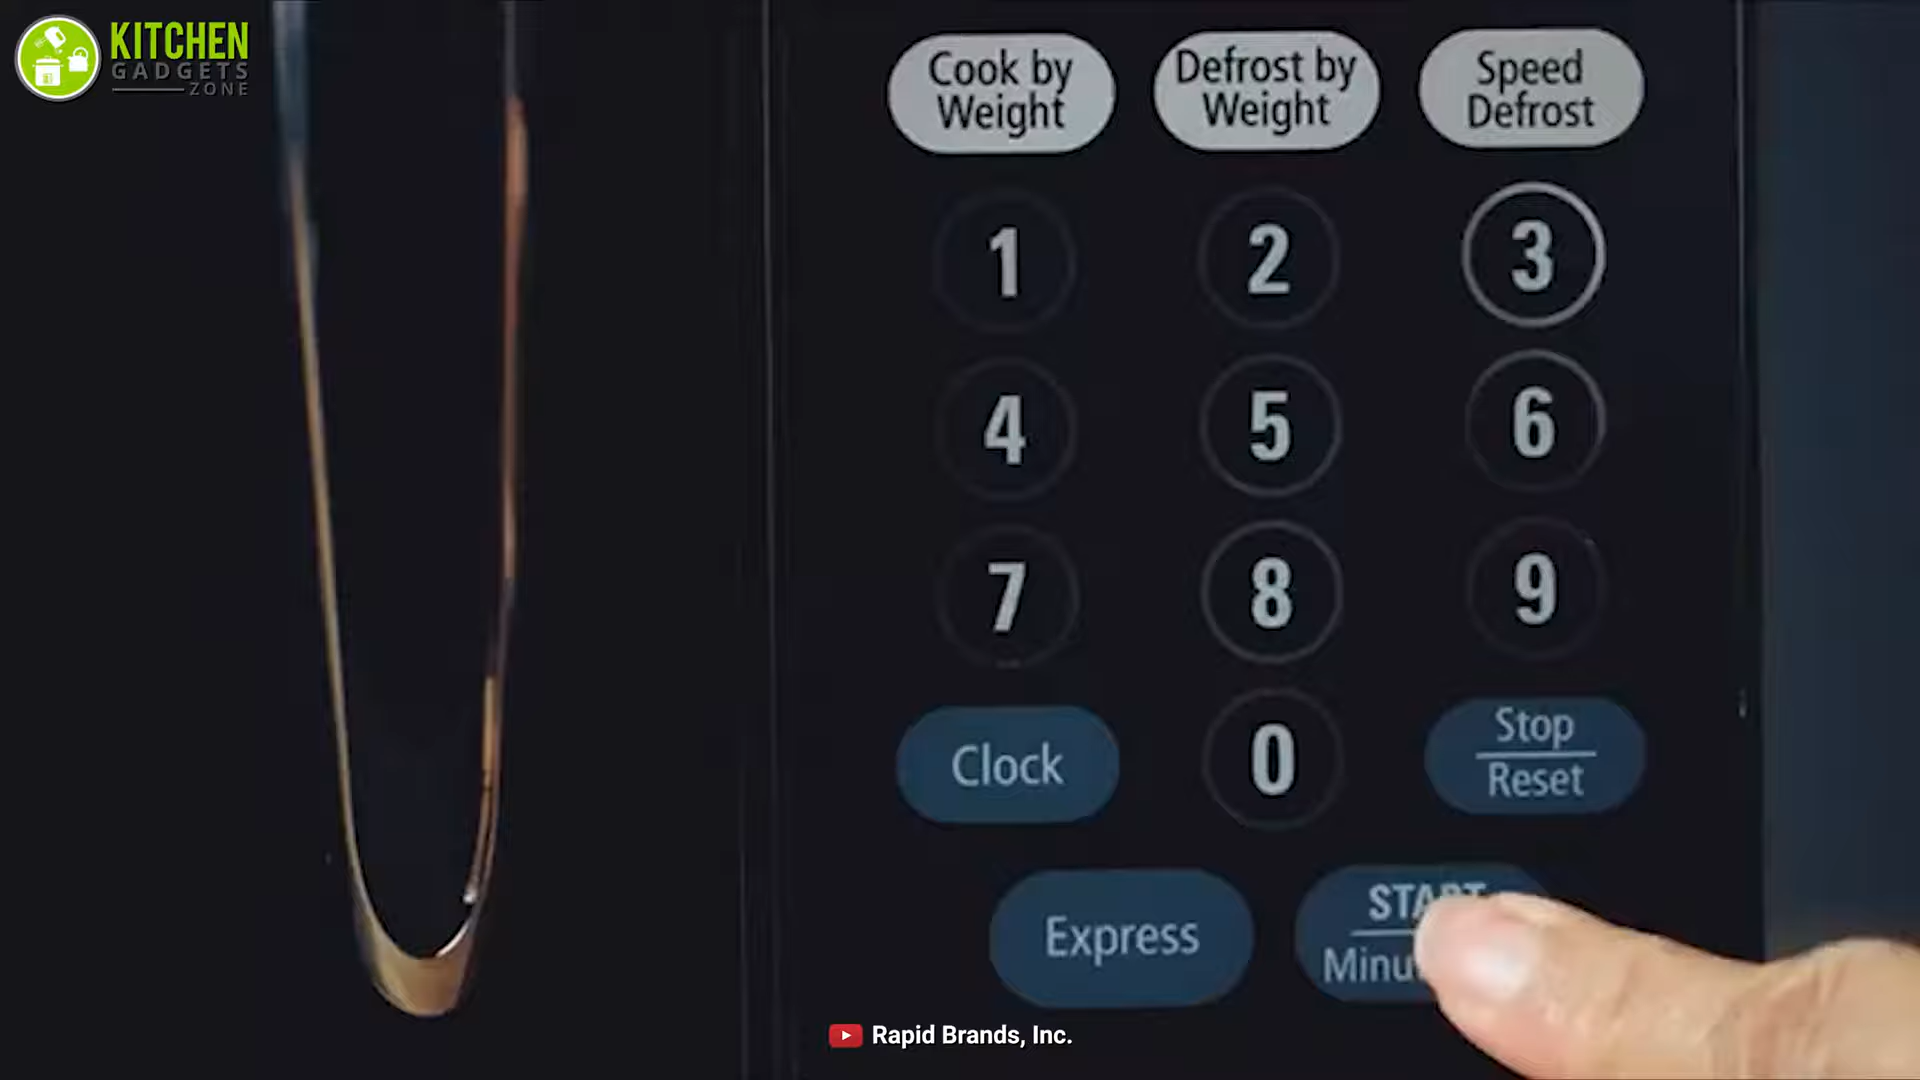 KITCHEN
GADGETS
ZONE
Cook by
Weight
Defrost by
Weight
Speed
Defrost
1
2
3
4
5
6
7
8
9
Clock
0
Stop
Reset
Express
START
Rapid Brands, Inc.